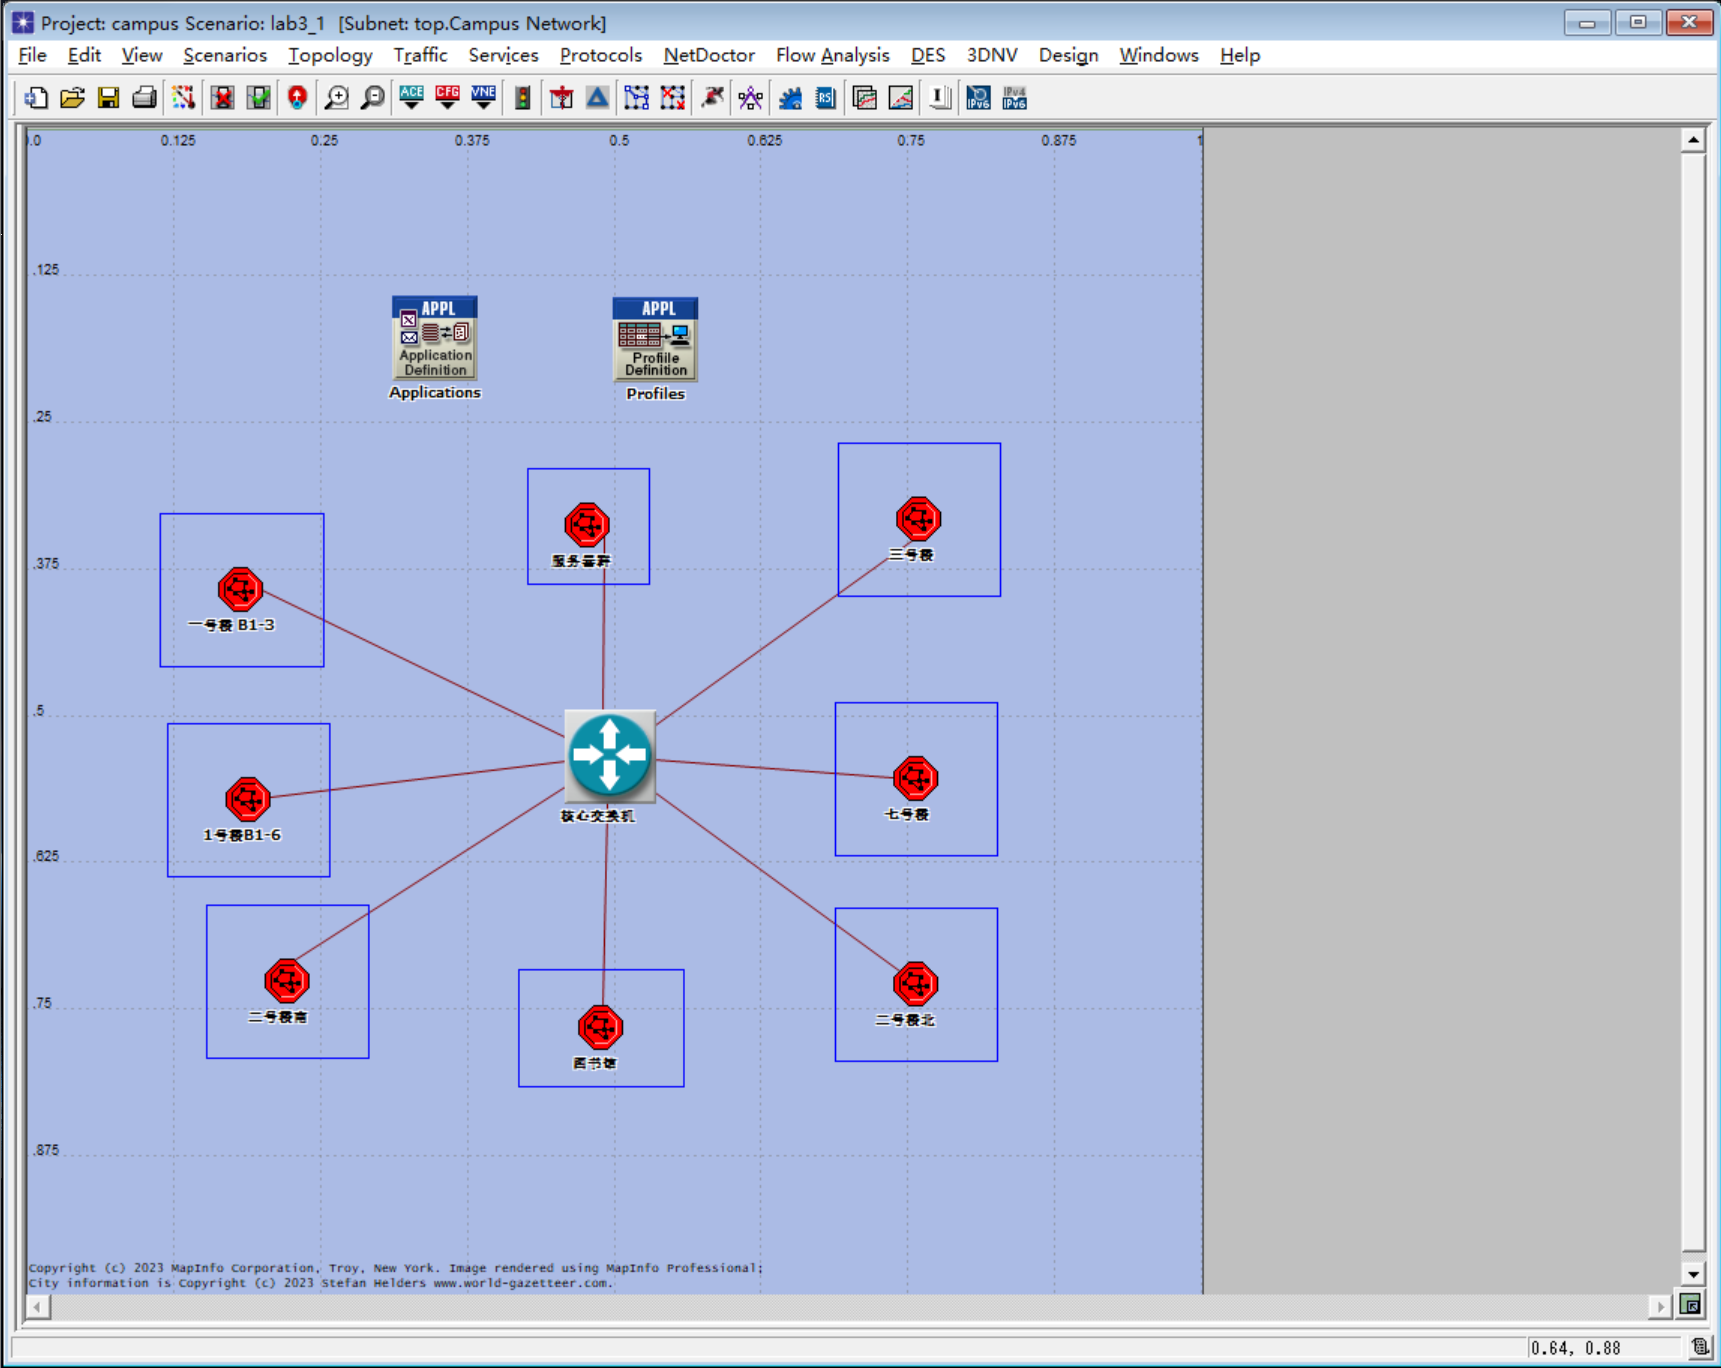 Project: campus Scenario: lab3_1 [Subnet: top.Campus Network]
File Edit View Scenarios Topology Traffic Services Protocols NetDoctor Flow Analysis DES 3DNV Design Windows Help
ACE CFG VNE RS IPv6 IPv4 IPv6
0.0 0.125 0.25 0.375 0.5 0.625 0.75 0.875 1
.125
APPL APPL
Application Definition
Profiile Definition
Applications Profiles
.25
服务器群 三号楼
.375
一号楼 B1-3
.5
核心交换机 七号楼
1号楼B1-6
.625
.75
二号楼南 二号楼北
图书馆
.875
Copyright (c) 2023 MapInfo Corporation, Troy, New York. Image rendered using MapInfo Professional;
City information is Copyright (c) 2023 Stefan Helders www.world-gazetteer.com.
0.64, 0.88